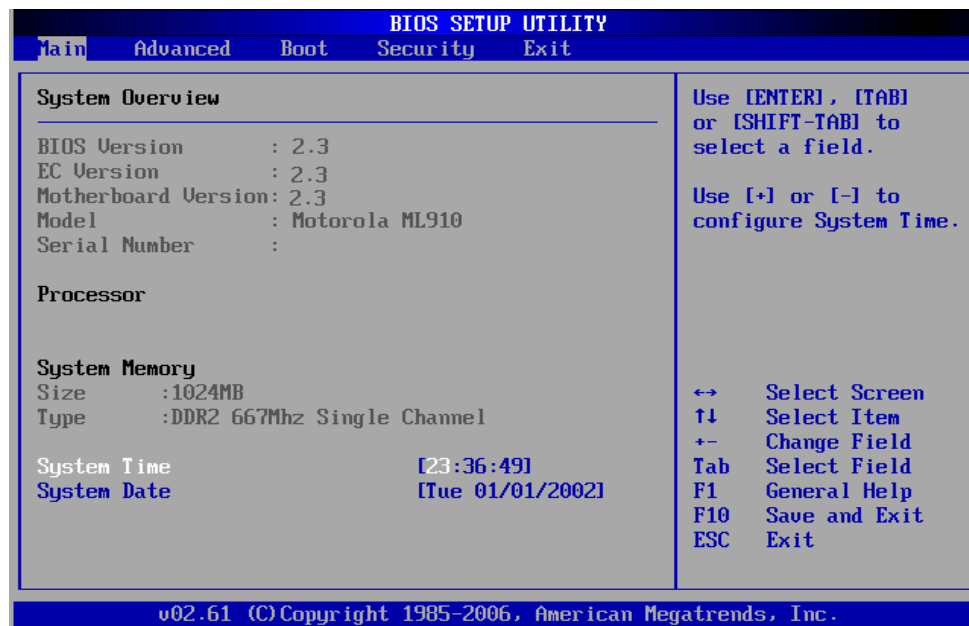 BIOS SETUP UTILITY
Main Advanced Boot Security Exit
System Overview
BIOS Version : 2.3
EC Version : 2.3
Motherboard Version: 2.3
Model : Motorola ML910
Serial Number :
Processor
System Memory
Size :1024MB
Type :DDR2 667Mhz Single Channel
System Time [23:36:49]
System Date [Tue 01/01/2002]
Use [ENTER], [TAB]
or [SHIFT-TAB] to
select a field.
Use [+] or [-] to
configure System Time.
←→ Select Screen
↑↓ Select Item
+- Change Field
Tab Select Field
F1 General Help
F10 Save and Exit
ESC Exit
v02.61 (C)Copyright 1985-2006, American Megatrends, Inc.